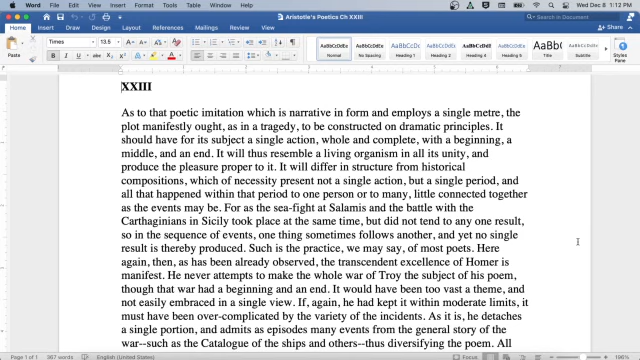 Word File Edit View Insert Format Tools Table Window Help Wed Dec 8 1:12 PM
Aristotle's Poetics Ch XXIII
Search in Document
Home Insert Draw Design Layout References Mailings Review View
Share
Paste
Times 13.5
B I U
AaBbCcDdEe AaBbCcDdEe
Normal No Spacing Heading 1 Heading 2 Heading 3 Heading 4 Title Subtitle
Styles
Pane
XXIII
As to that poetic imitation which is narrative in form and employs a single metre, the
plot manifestly ought, as in a tragedy, to be constructed on dramatic principles. It
should have for its subject a single action, whole and complete, with a beginning, a
middle, and an end. It will thus resemble a living organism in all its unity, and
produce the pleasure proper to it. It will differ in structure from historical
compositions, which of necessity present not a single action, but a single period, and
all that happened within that period to one person or to many, little connected together
as the events may be. For as the sea-fight at Salamis and the battle with the
Carthaginians in Sicily took place at the same time, but did not tend to any one result,
so in the sequence of events, one thing sometimes follows another, and yet no single
result is thereby produced. Such is the practice, we may say, of most poets. Here
again, then, as has been already observed, the transcendent excellence of Homer is
manifest. He never attempts to make the whole war of Troy the subject of his poem,
though that war had a beginning and an end. It would have been too vast a theme, and
not easily embraced in a single view. If, again, he had kept it within moderate limits, it
must have been over-complicated by the variety of the incidents. As it is, he detaches
a single portion, and admits as episodes many events from the general story of the
war--such as the Catalogue of the ships and others--thus diversifying the poem. All
Page 1 of 1 367 words Focus 196%